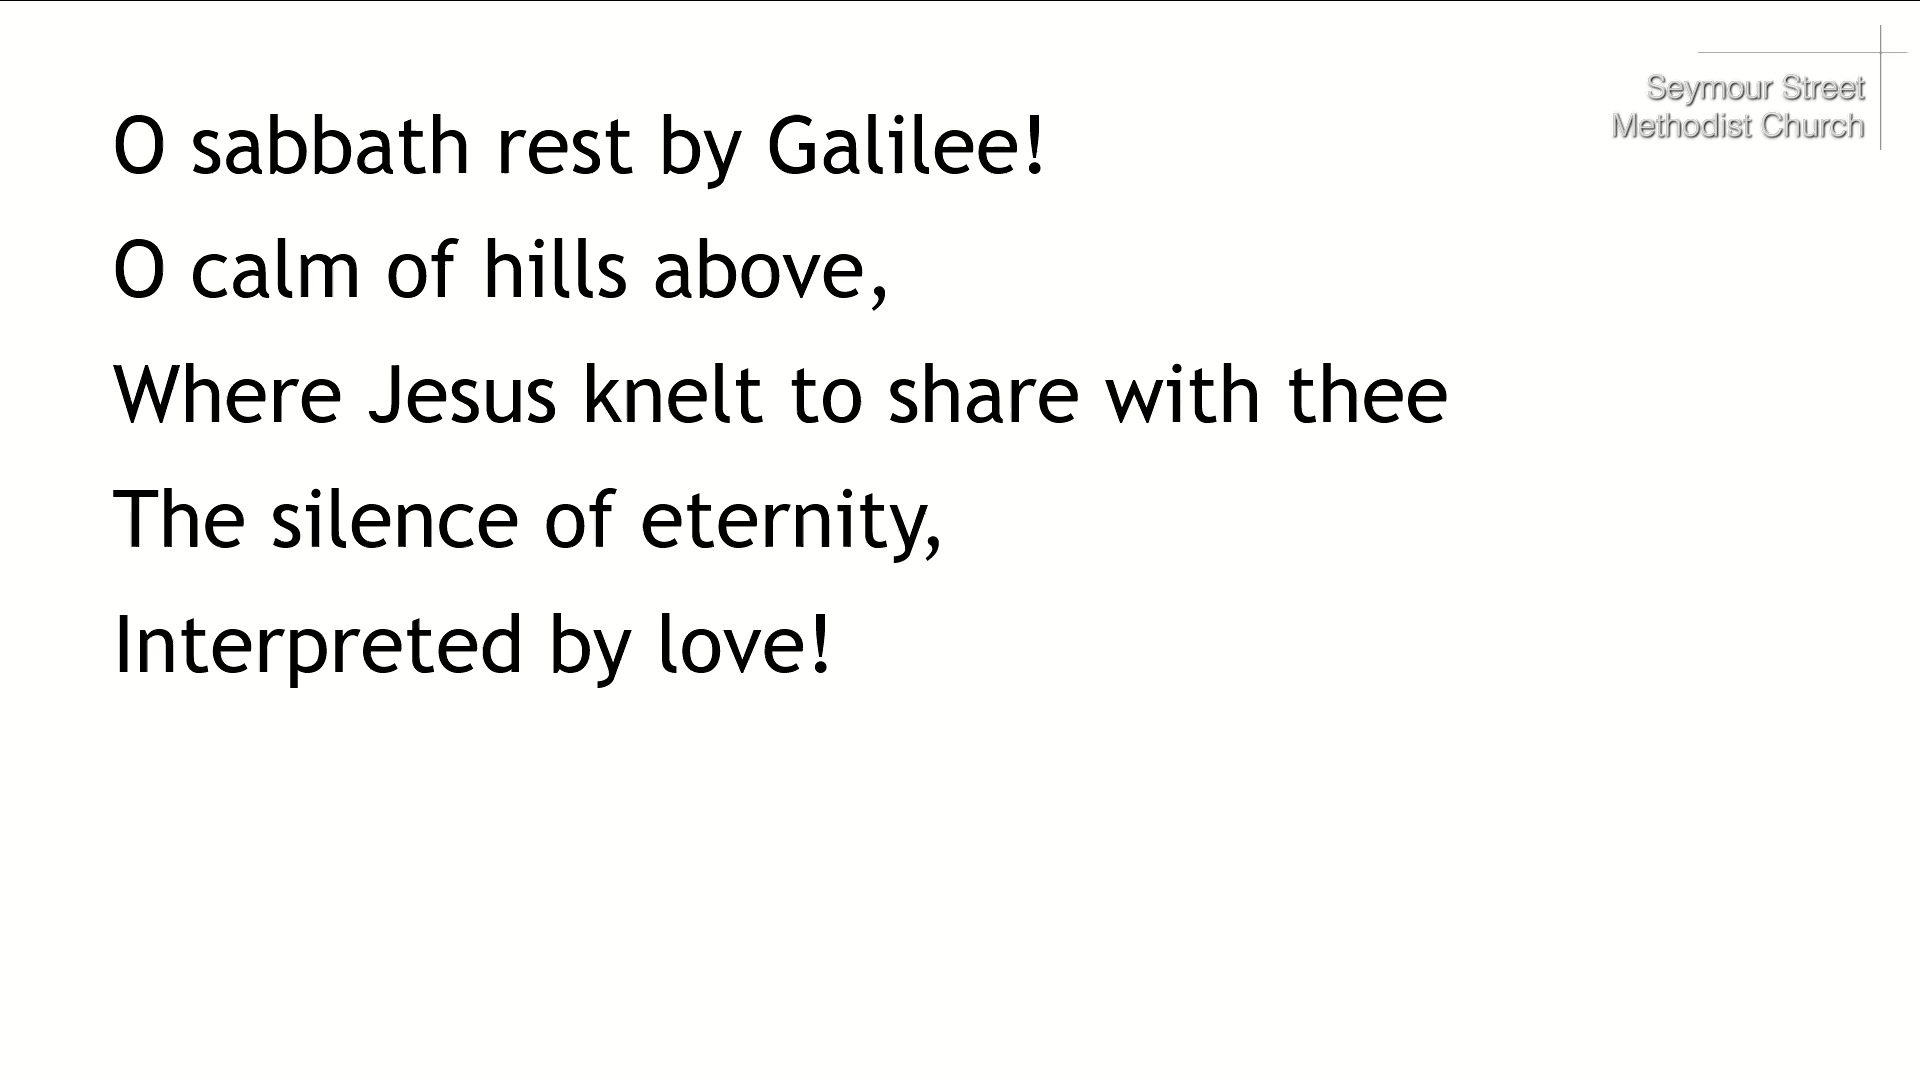 Seymour Street
Methodist Church
O sabbath rest by Galilee!
O calm of hills above,
Where Jesus knelt to share with thee
The silence of eternity,
Interpreted by love!